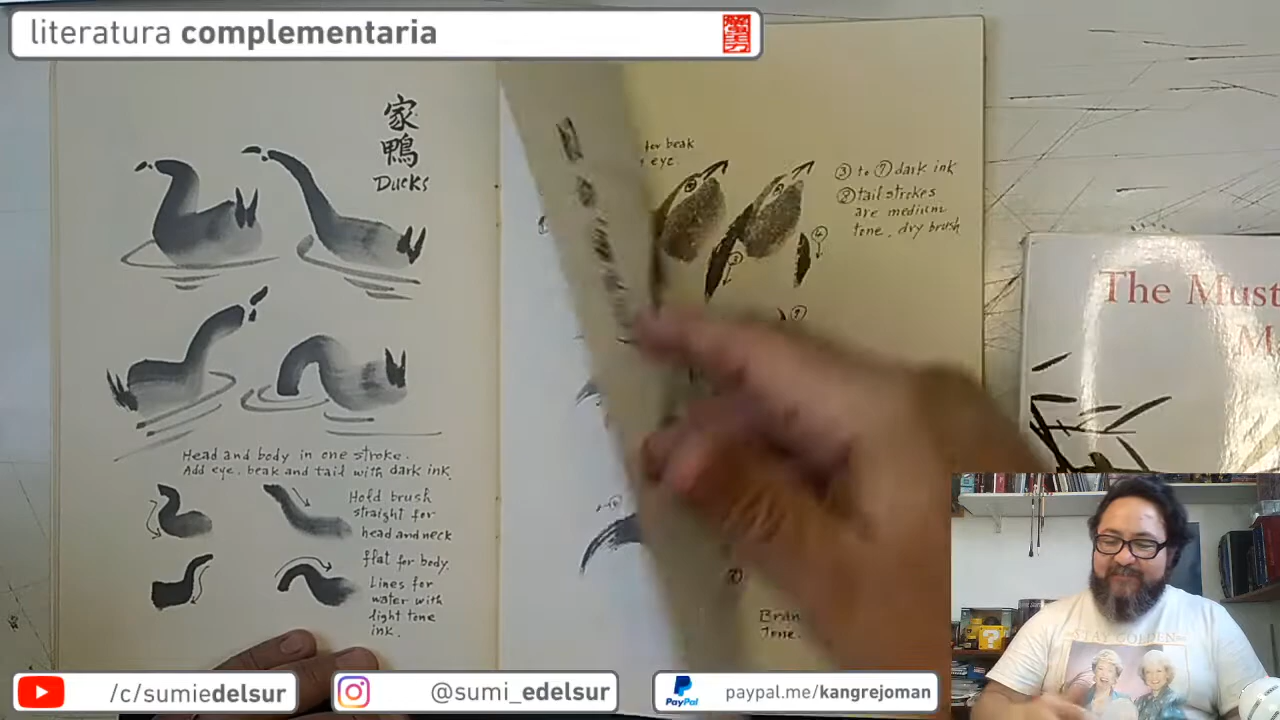 literatura complementaria
家
鴨
Ducks
for beak
eye.
③ to ⑦ dark ink
⑧ tail strokes
are medium
tone, dry brush
Head and body in one stroke.
Add eye, beak and tail with dark ink.
Hold brush
straight for
head and neck
flat for body.
Lines for
water with
light tone
ink.
Tone.
The Must
STAY GOLDEN
/c/sumiedelsur
@sumi_edelsur
PayPal
paypal.me/kangrejoman